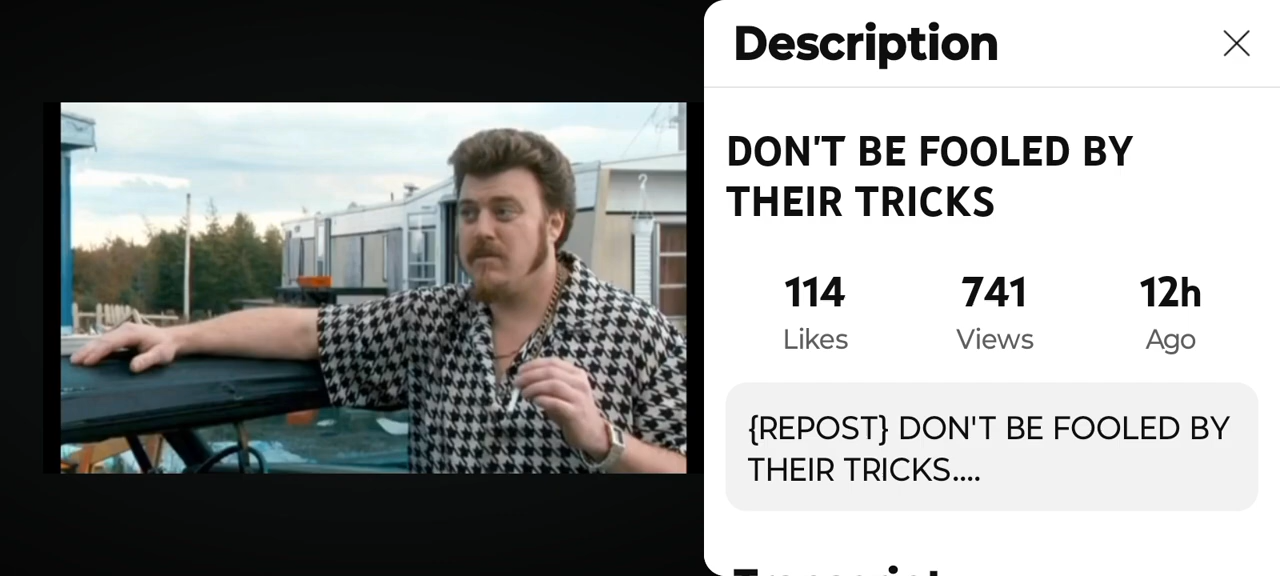 Description
DON'T BE FOOLED BY
THEIR TRICKS
114
Likes
741
Views
12h
Ago
{REPOST} DON'T BE FOOLED BY
THEIR TRICKS....
Transcript